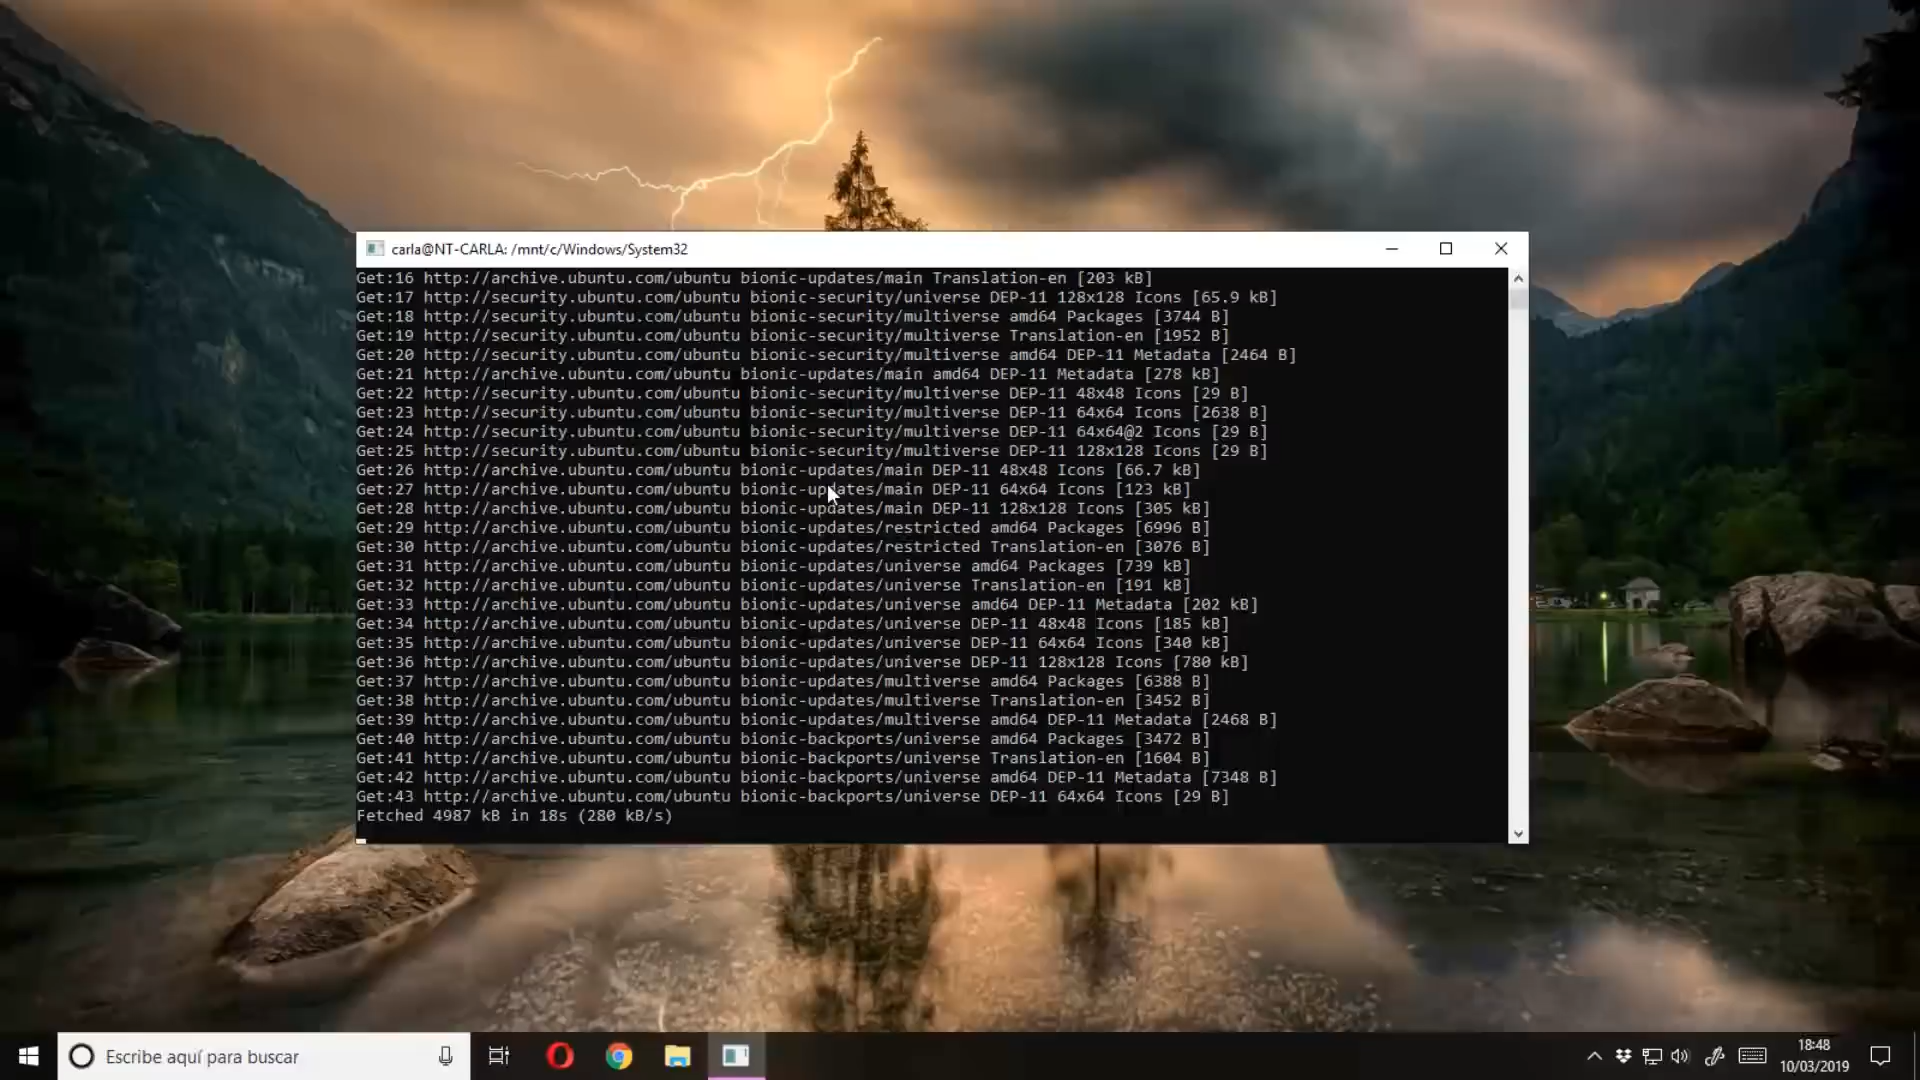 carla@NT-CARLA: /mnt/c/Windows/System32
Get:16 http://archive.ubuntu.com/ubuntu bionic-updates/main Translation-en [203 kB]
Get:17 http://security.ubuntu.com/ubuntu bionic-security/universe DEP-11 128x128 Icons [65.9 kB]
Get:18 http://security.ubuntu.com/ubuntu bionic-security/multiverse amd64 Packages [3744 B]
Get:19 http://security.ubuntu.com/ubuntu bionic-security/multiverse Translation-en [1952 B]
Get:20 http://security.ubuntu.com/ubuntu bionic-security/multiverse amd64 DEP-11 Metadata [2464 B]
Get:21 http://archive.ubuntu.com/ubuntu bionic-updates/main amd64 DEP-11 Metadata [278 kB]
Get:22 http://security.ubuntu.com/ubuntu bionic-security/multiverse DEP-11 48x48 Icons [29 B]
Get:23 http://security.ubuntu.com/ubuntu bionic-security/multiverse DEP-11 64x64 Icons [2638 B]
Get:24 http://security.ubuntu.com/ubuntu bionic-security/multiverse DEP-11 64x64@2 Icons [29 B]
Get:25 http://security.ubuntu.com/ubuntu bionic-security/multiverse DEP-11 128x128 Icons [29 B]
Get:26 http://archive.ubuntu.com/ubuntu bionic-updates/main DEP-11 48x48 Icons [66.7 kB]
Get:27 http://archive.ubuntu.com/ubuntu bionic-updates/main DEP-11 64x64 Icons [123 kB]
Get:28 http://archive.ubuntu.com/ubuntu bionic-updates/main DEP-11 128x128 Icons [305 kB]
Get:29 http://archive.ubuntu.com/ubuntu bionic-updates/restricted amd64 Packages [6996 B]
Get:30 http://archive.ubuntu.com/ubuntu bionic-updates/restricted Translation-en [3076 B]
Get:31 http://archive.ubuntu.com/ubuntu bionic-updates/universe amd64 Packages [739 kB]
Get:32 http://archive.ubuntu.com/ubuntu bionic-updates/universe Translation-en [191 kB]
Get:33 http://archive.ubuntu.com/ubuntu bionic-updates/universe amd64 DEP-11 Metadata [202 kB]
Get:34 http://archive.ubuntu.com/ubuntu bionic-updates/universe DEP-11 48x48 Icons [185 kB]
Get:35 http://archive.ubuntu.com/ubuntu bionic-updates/universe DEP-11 64x64 Icons [340 kB]
Get:36 http://archive.ubuntu.com/ubuntu bionic-updates/universe DEP-11 128x128 Icons [780 kB]
Get:37 http://archive.ubuntu.com/ubuntu bionic-updates/multiverse amd64 Packages [6388 B]
Get:38 http://archive.ubuntu.com/ubuntu bionic-updates/multiverse Translation-en [3452 B]
Get:39 http://archive.ubuntu.com/ubuntu bionic-updates/multiverse amd64 DEP-11 Metadata [2468 B]
Get:40 http://archive.ubuntu.com/ubuntu bionic-backports/universe amd64 Packages [3472 B]
Get:41 http://archive.ubuntu.com/ubuntu bionic-backports/universe Translation-en [1604 B]
Get:42 http://archive.ubuntu.com/ubuntu bionic-backports/universe amd64 DEP-11 Metadata [7348 B]
Get:43 http://archive.ubuntu.com/ubuntu bionic-backports/universe DEP-11 64x64 Icons [29 B]
Fetched 4987 kB in 18s (280 kB/s)
Escribe aquí para buscar
18:48
10/03/2019